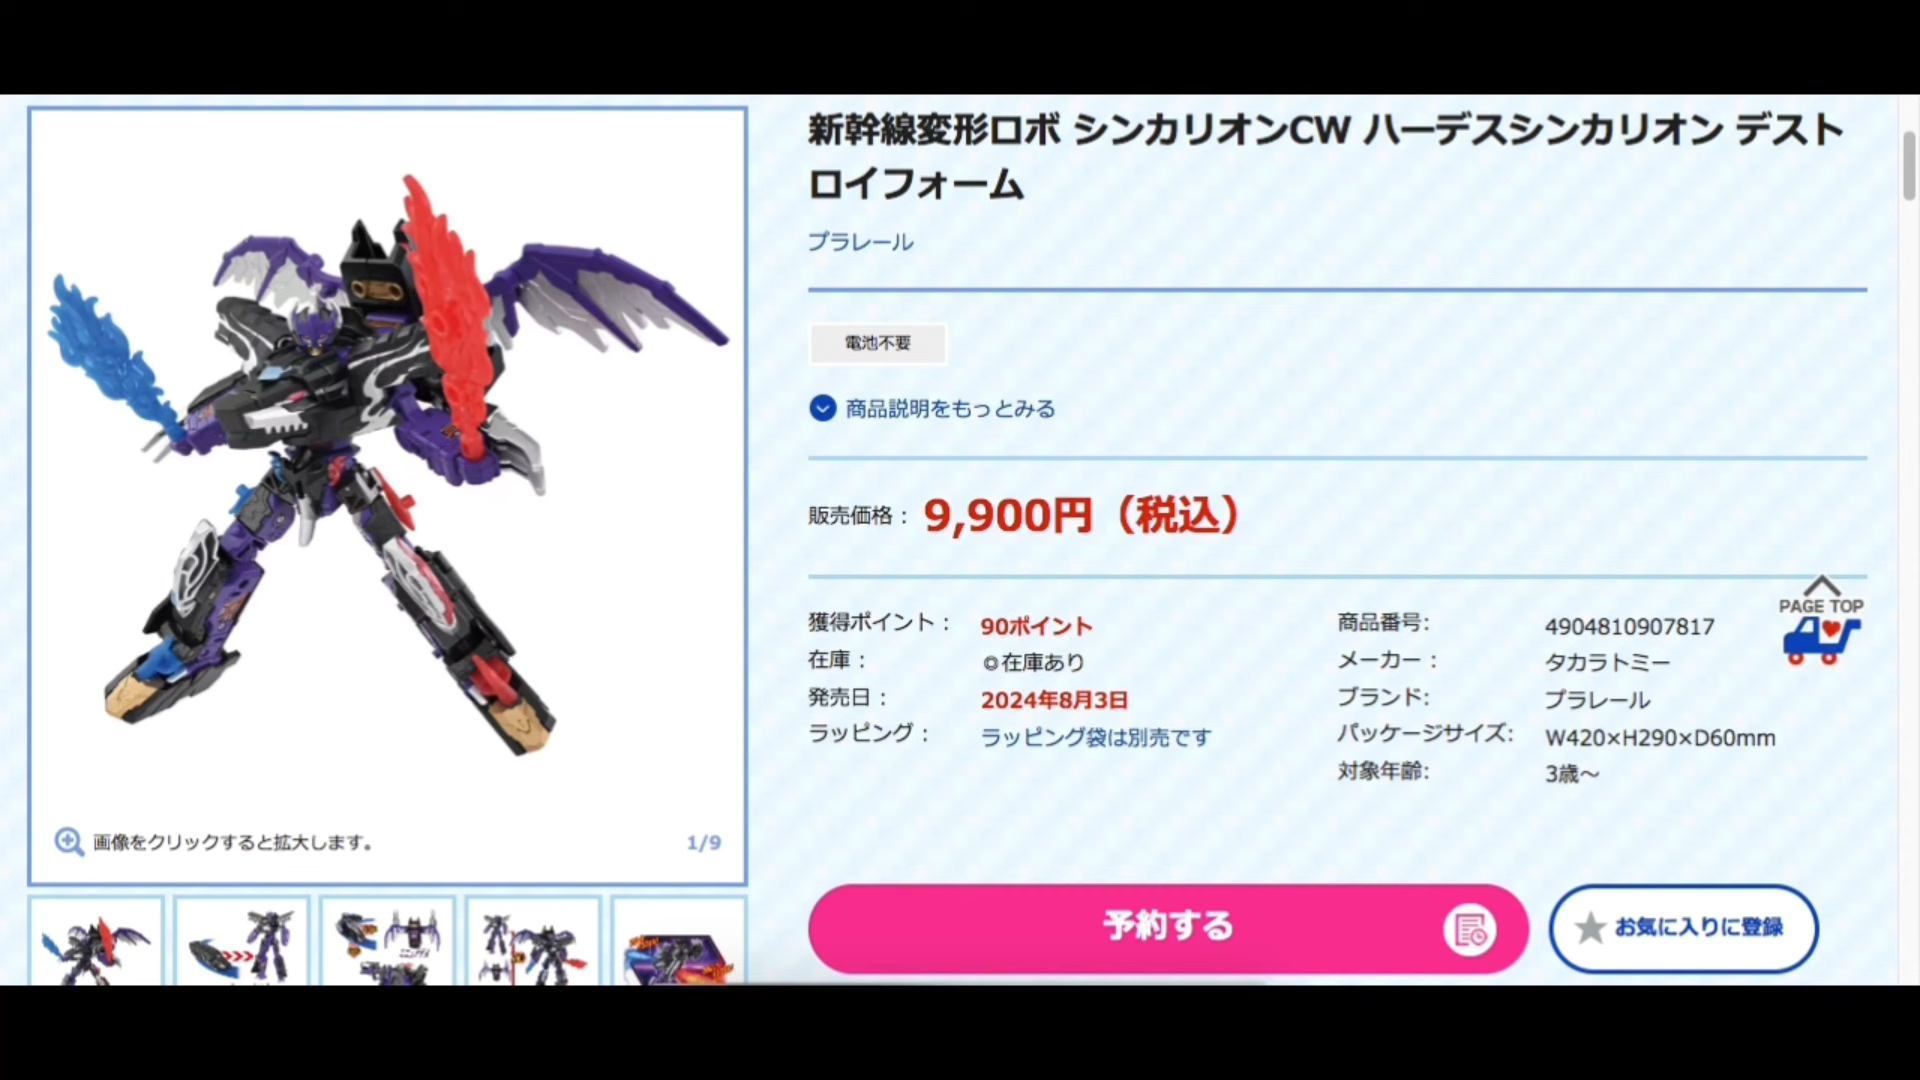 新幹線変形ロボ シンカリオンCW ハーデスシンカリオン デスト
ロイフォーム
プラレール
電池不要
商品説明をもっとみる
販売価格： 9,900円（税込）
獲得ポイント： 90ポイント
在庫： ◎在庫あり
発売日： 2024年8月3日
ラッピング： ラッピング袋は別売です
商品番号: 4904810907817
メーカー： タカラトミー
ブランド: プラレール
パッケージサイズ: W420×H290×D60mm
対象年齢: 3歳〜
PAGE TOP
画像をクリックすると拡大します。
1/9
予約する
お気に入りに登録